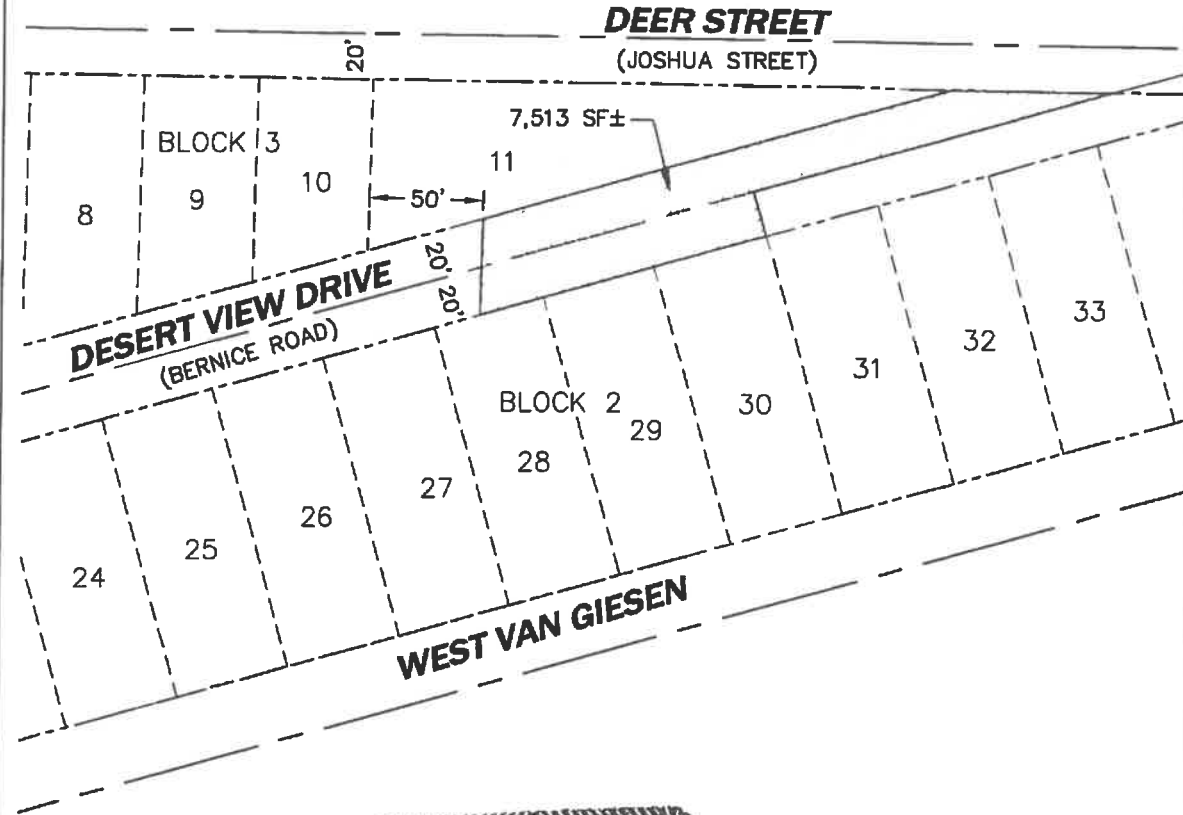 DEER STREET
(JOSHUA STREET)
20'
7,513 SF±
BLOCK 3
8
9
10
11
50'
20'
20'
DESERT VIEW DRIVE
(BERNICE ROAD)
BLOCK 2
24
25
26
27
28
29
30
31
32
33
WEST VAN GIESEN